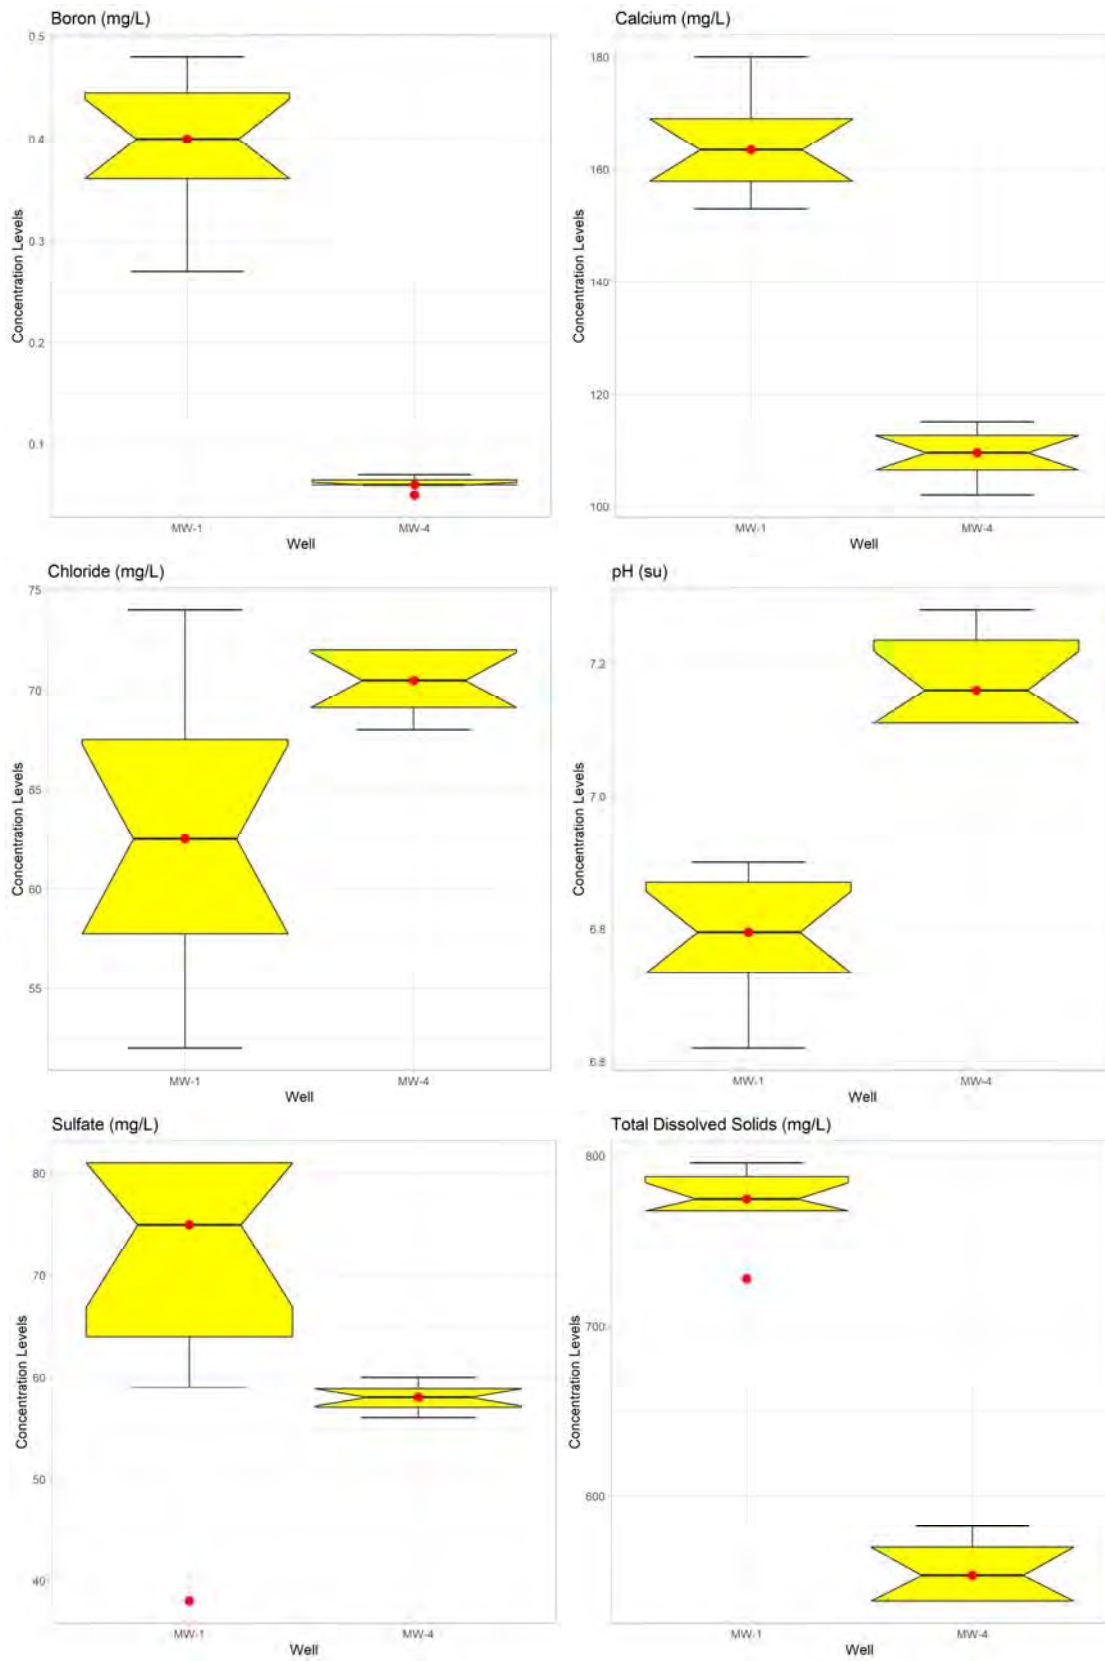 Boron (mg/L)
Concentration Levels
0.5
0.4
0.3
0.2
0.1
MW-1
MW-4
Well
Calcium (mg/L)
Concentration Levels
180
160
140
120
100
MW-1
MW-4
Well
Chloride (mg/L)
Concentration Levels
75
70
65
60
55
MW-1
MW-4
Well
pH (su)
Concentration Levels
7.2
7.0
6.8
6.6
MW-1
MW-4
Well
Sulfate (mg/L)
Concentration Levels
80
70
60
50
40
MW-1
MW-4
Well
Total Dissolved Solids (mg/L)
Concentration Levels
800
700
600
MW-1
MW-4
Well